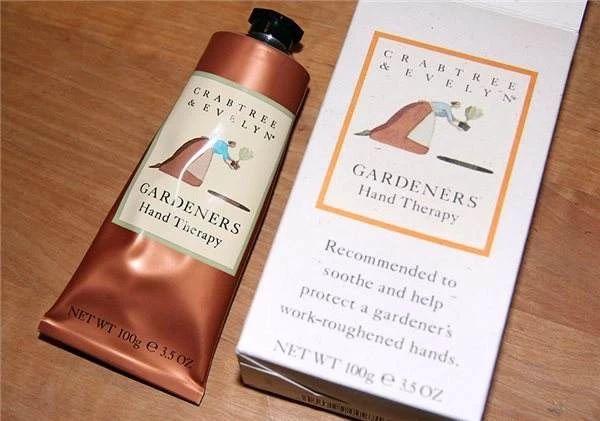 CRABTREE
& EVELYN®
GARDENERS
Hand Therapy
NET WT 100g ℮ 3.5 OZ
CRABTREE
& EVELYN®
GARDENERS
Hand Therapy
Recommended to
soothe and help
protect a gardener's
work-roughened hands.
NET WT 100g ℮ 3.5 OZ